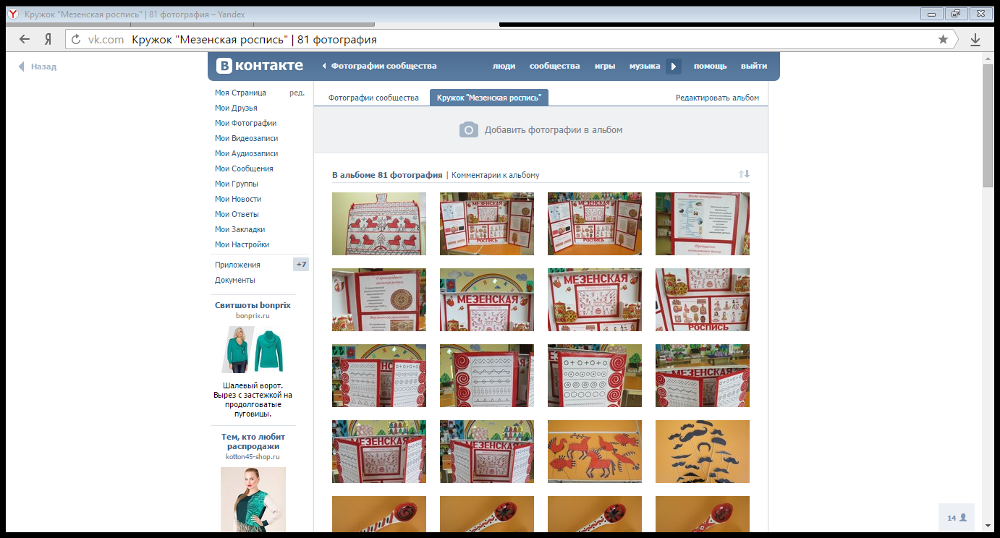 Кружок "Мезенская роспись" | 81 фотография – Yandex
Я vk.com Кружок "Мезенская роспись" | 81 фотография
Назад
В контакте Фотографии сообщества люди сообщества игры музыка помощь выйти
Моя Страница ред.
Мои Друзья
Мои Фотографии
Мои Видеозаписи
Мои Аудиозаписи
Мои Сообщения
Мои Группы
Мои Новости
Мои Ответы
Мои Закладки
Мои Настройки
Приложения +7
Документы
Свитшоты bonprix
bonprix.ru
Шалевый ворот.
Вырез с застежкой на
продолговатые
пуговицы.
Тем, кто любит
распродажи
kotton45-shop.ru
Фотографии сообщества Кружок "Мезенская роспись" Редактировать альбом
Добавить фотографии в альбом
В альбоме 81 фотография | Комментарии к альбому
МЕЗЕНСКАЯ
РОСПИСЬ
МЕЗЕНСКАЯ
РОСПИСЬ
МЕЗЕНСКАЯ
МЕЗЕНСКАЯ
РОСПИСЬ
МЕЗЕНСКАЯ
14